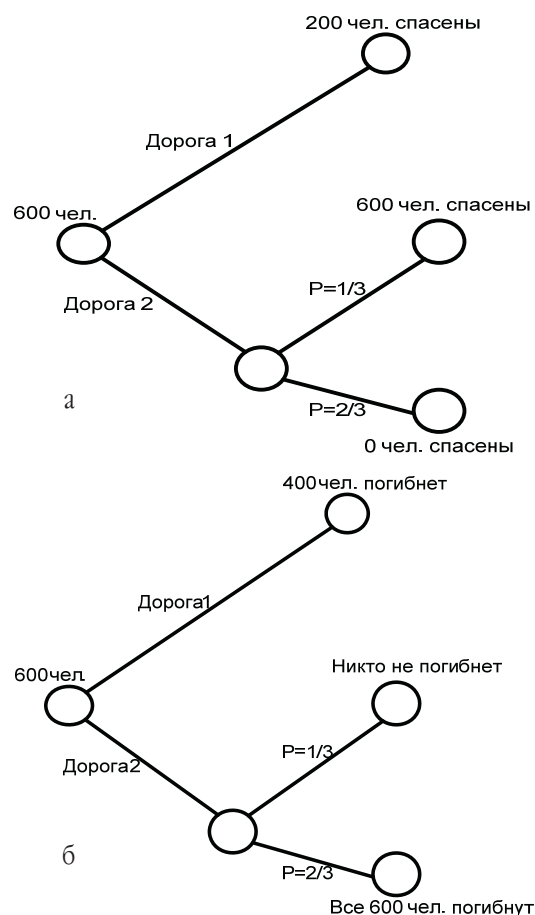 200 чел. спасены
Дорога 1
600 чел.
600 чел. спасены
Дорога 2
P=1/3
а
P=2/3
0 чел. спасены
400чел. погибнет
Дорога1
600чел.
Никто не погибнет
P=1/3
Дорога2
б
P=2/3
Все 600 чел. погибнут